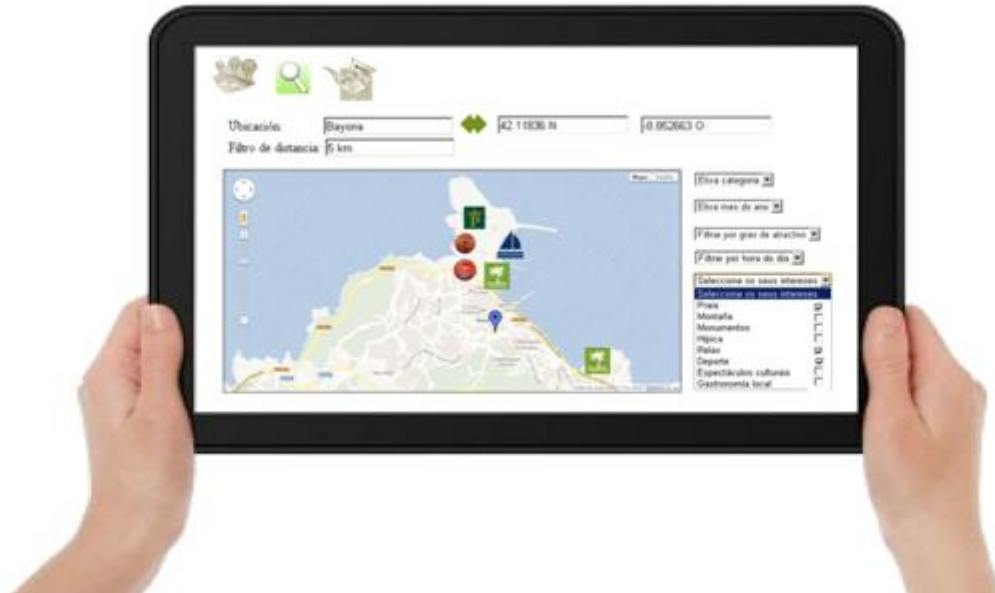 Ubicación: Bayona 42.11836 N -8.852663 O
Filtro de distancia: 5 km
Elixa categoría
Elixa mes do ano
Filtrar por grao de atractivo
Filtrar por hora do día
Seleccione os seus intereses
Seleccione os seus intereses
Praia
Montaña
Monumentos
Hípica
Relax
Deporte
Espectáculos culturais
Gastronomía local